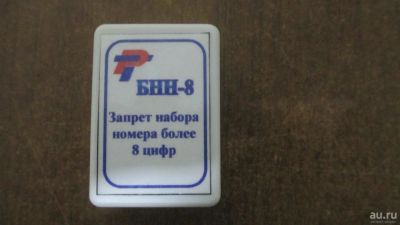 БНН-8
Запрет набора
номера более
8 цифр
au.ru